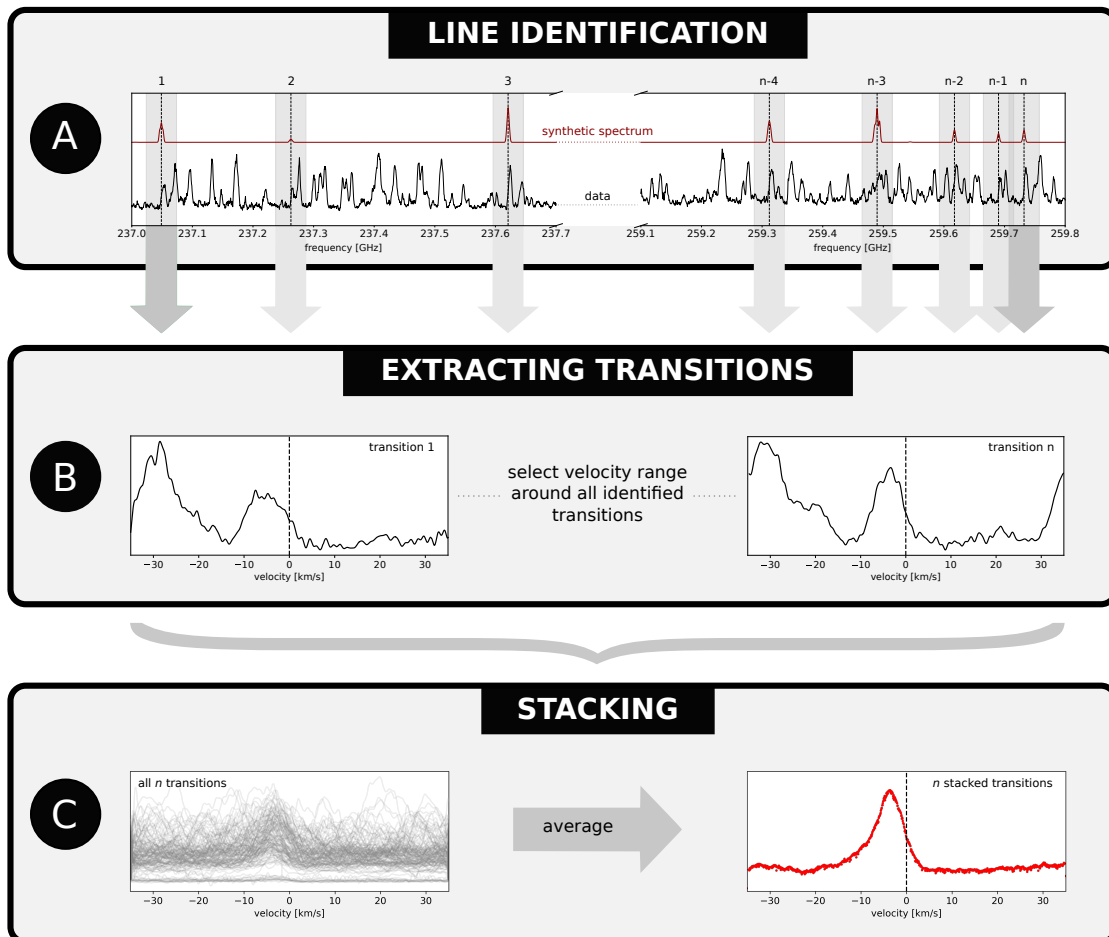 LINE IDENTIFICATION
A
1 2 3 n-4 n-3 n-2 n-1 n
synthetic spectrum
data
237.0 237.1 237.2 237.3 237.4 237.5 237.6 237.7 259.1 259.2 259.3 259.4 259.5 259.6 259.7 259.8
frequency [GHz] frequency [GHz]
EXTRACTING TRANSITIONS
B
transition 1
select velocity range
around all identified
transitions
transition n
−30 −20 −10 0 10 20 30
velocity [km/s]
−30 −20 −10 0 10 20 30
velocity [km/s]
STACKING
C
all n transitions
average
n stacked transitions
−30 −20 −10 0 10 20 30
velocity [km/s]
−30 −20 −10 0 10 20 30
velocity [km/s]